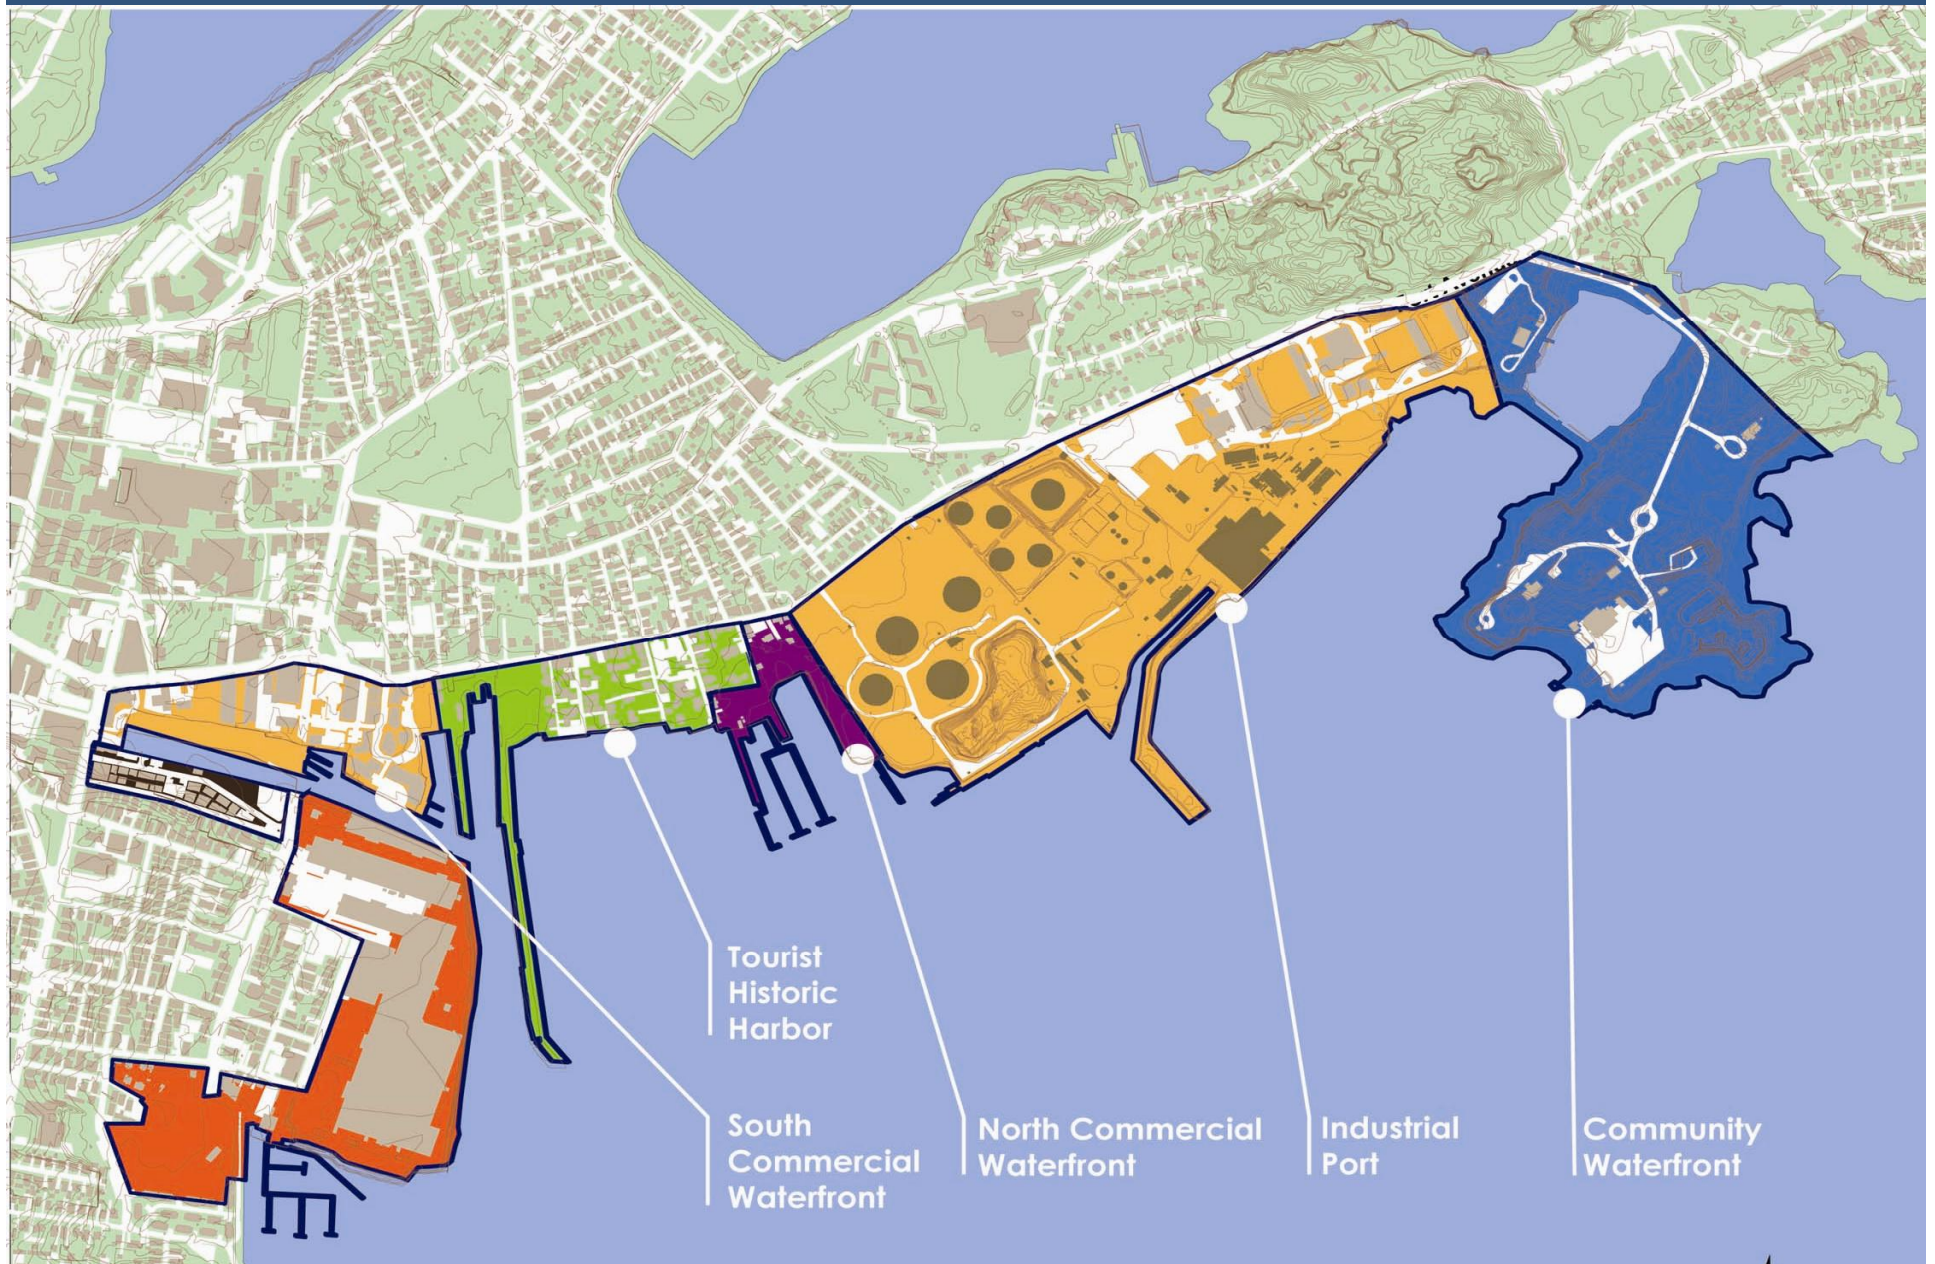 Tourist
Historic
Harbor
South
Commercial
Waterfront
North Commercial
Waterfront
Industrial
Port
Community
Waterfront